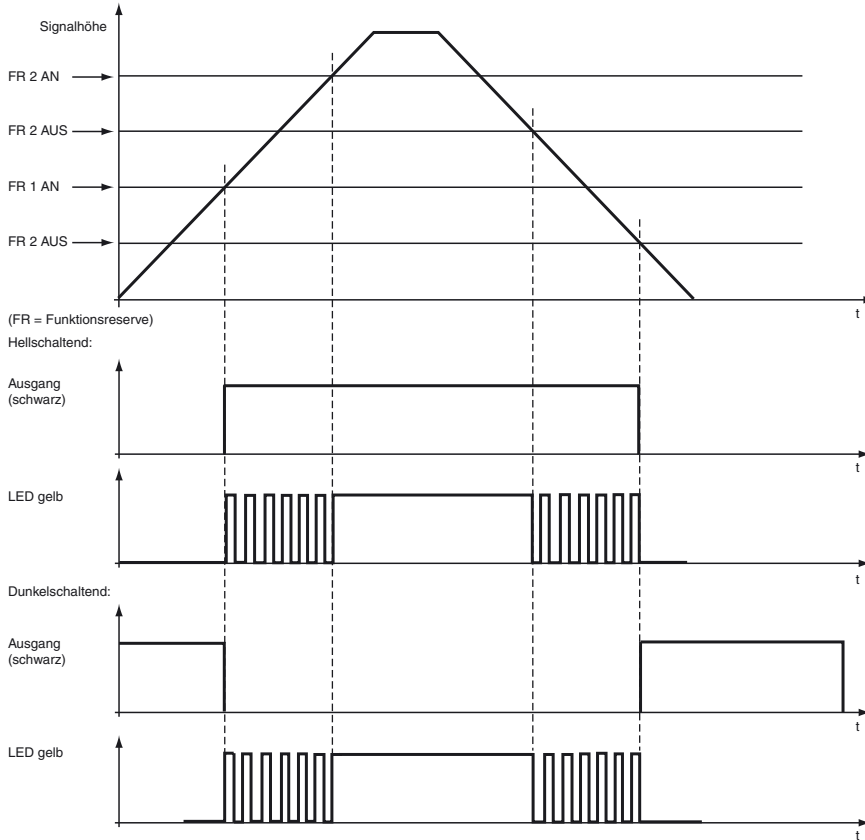 Signalhöhe
FR 2 AN
FR 2 AUS
FR 1 AN
FR 2 AUS
t
(FR = Funktionsreserve)
Hellschaltend:
Ausgang
(schwarz)
t
LED gelb
t
Dunkelschaltend:
Ausgang
(schwarz)
t
LED gelb
t